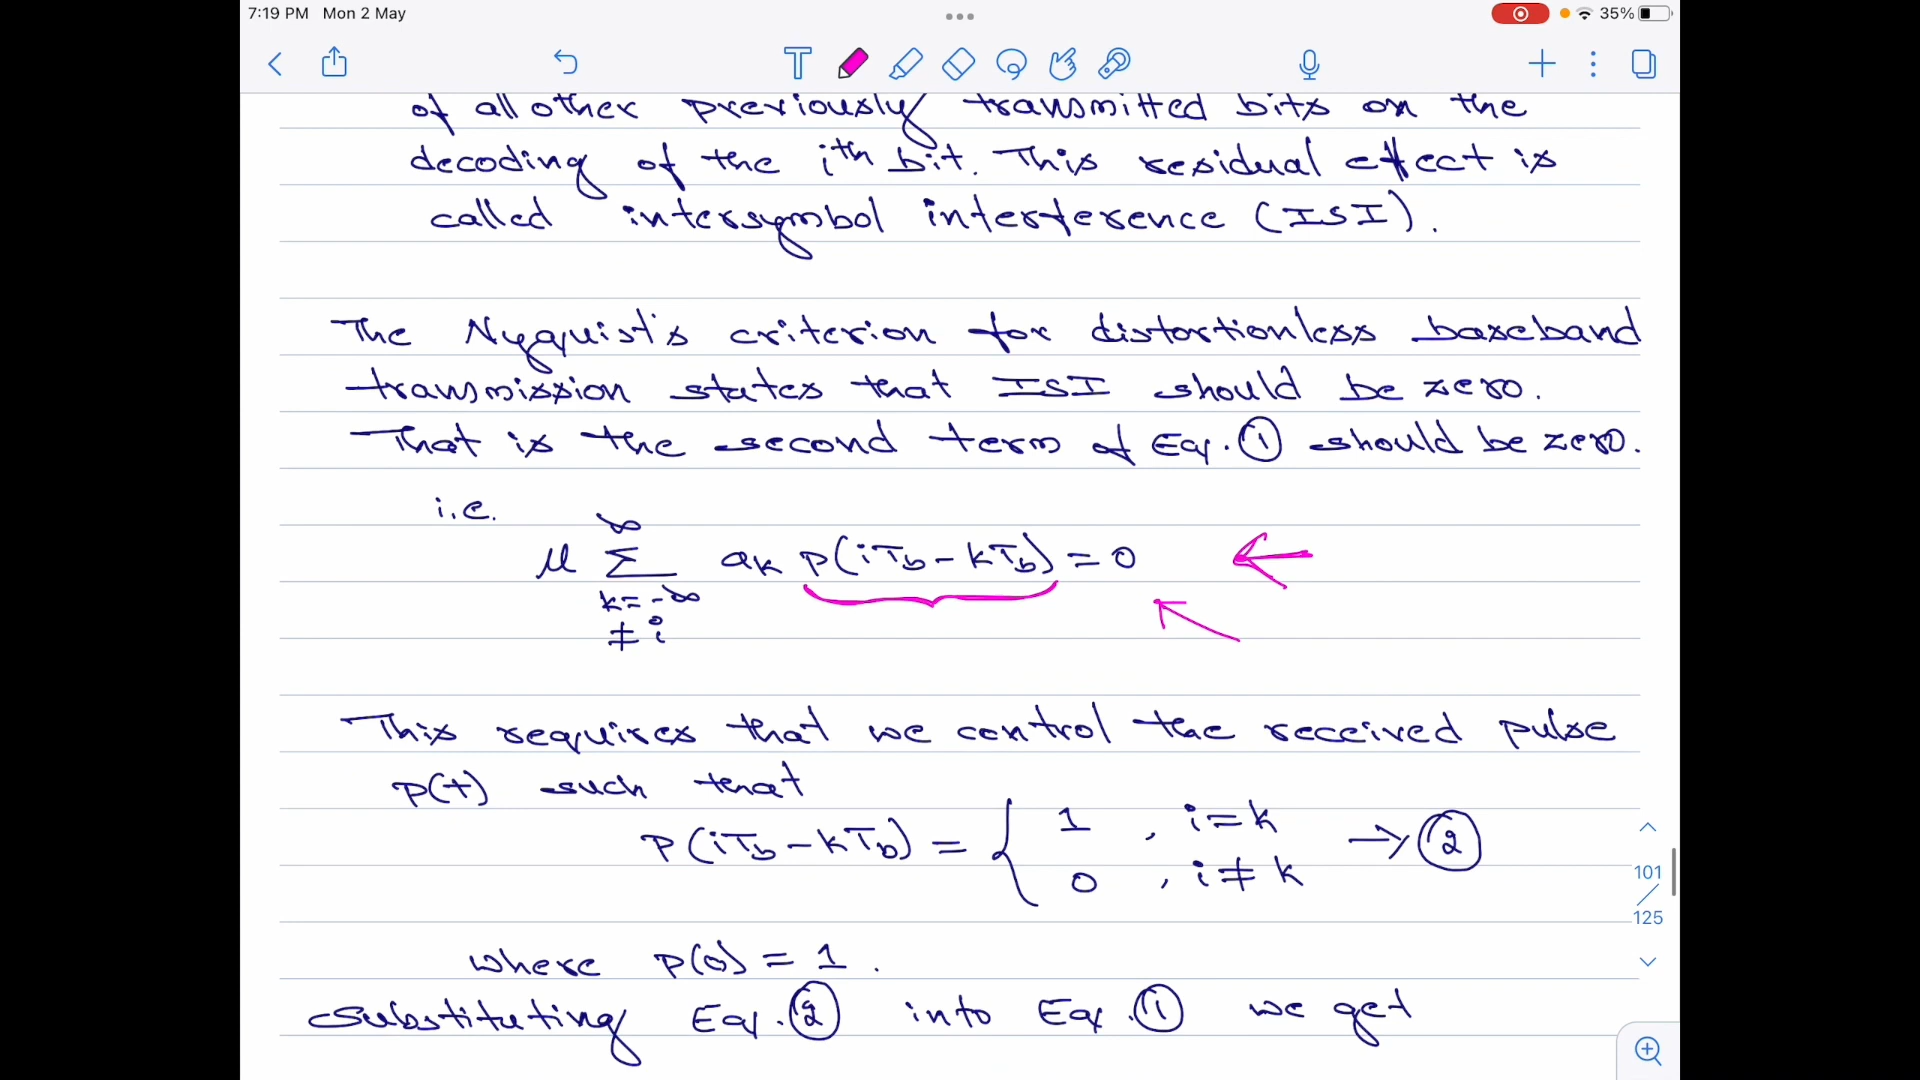 7:19 PM Mon 2 May 35%
of all other previously transmitted bits on the
decoding of the ith bit. This residual effect is
called intersymbol interference (ISI).
The Nyquist's criterion for distortionless baseband
transmission states that ISI should be zero.
That is the second term of Eq. ① should be zero.
i.e.
μ ∑_{k=-∞, ≠i}^{∞} a_k p(iT_b - kT_b) = 0
This requires that we control the received pulse
p(t) such that
p(iT_b - kT_b) = { 1 , i=k
0 , i≠k → ②
101
125
where p(0) = 1.
Substituting Eq. ② into Eq. ① we get